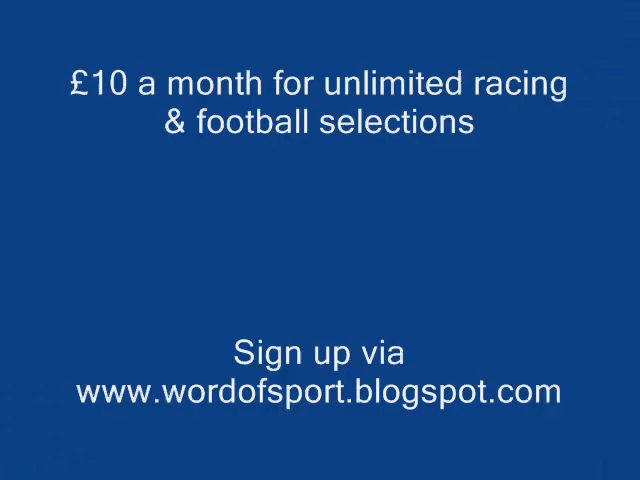 £10 a month for unlimited racing
& football selections
Sign up via
www.wordofsport.blogspot.com